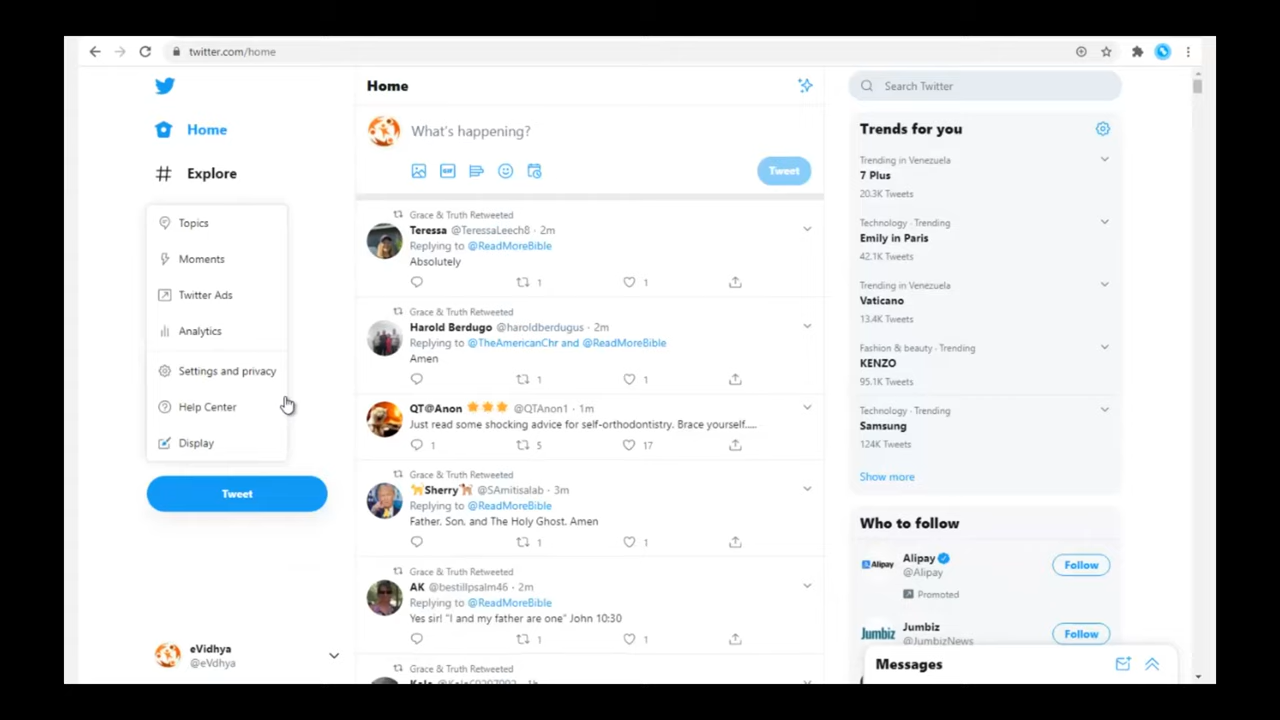 twitter.com/home
Home
Explore
Topics
Moments
Twitter Ads
Analytics
Settings and privacy
Help Center
Display
Tweet
eVidhya
@eVdhya
Home
What's happening?
GIF
Tweet
Grace & Truth Retweeted
Teressa @TeressaLeech8 · 2m
Replying to @ReadMoreBible
Absolutely
1 1
Grace & Truth Retweeted
Harold Berdugo @haroldberdugus · 2m
Replying to @TheAmericanChr and @ReadMoreBible
Amen
1 1
QT@Anon @QTAnon1 · 1m
Just read some shocking advice for self-orthodontistry. Brace yourself.....
1 5 17
Grace & Truth Retweeted
Sherry @SAmitisalab · 3m
Replying to @ReadMoreBible
Father, Son, and The Holy Ghost. Amen
1 1
Grace & Truth Retweeted
AK @bestillpsalm46 · 2m
Replying to @ReadMoreBible
Yes sir! "I and my father are one" John 10:30
1 1
Grace & Truth Retweeted
Search Twitter
Trends for you
Trending in Venezuela
7 Plus
20.3K Tweets
Technology · Trending
Emily in Paris
42.1K Tweets
Trending in Venezuela
Vaticano
13.4K Tweets
Fashion & beauty · Trending
KENZO
95.1K Tweets
Technology · Trending
Samsung
124K Tweets
Show more
Who to follow
Alipay
Alipay
@Alipay
Follow
Promoted
Jumbiz
Jumbiz
@JumbizNews
Follow
Messages